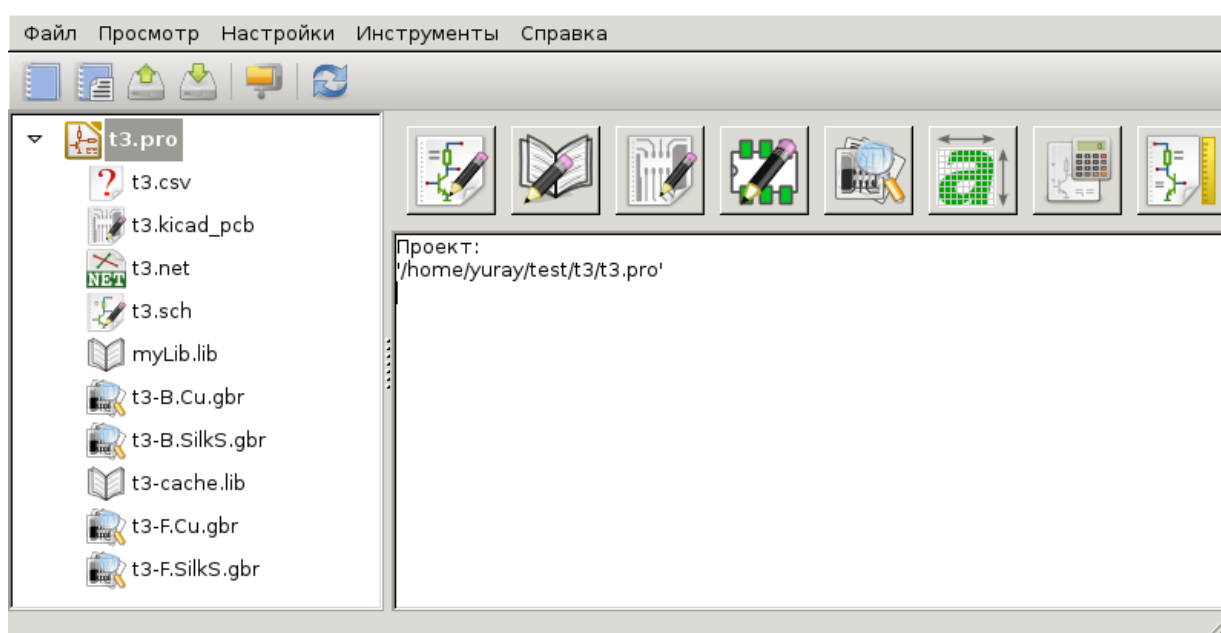 Файл Просмотр Настройки Инструменты Справка
t3.pro
t3.csv
t3.kicad_pcb
NET t3.net
t3.sch
myLib.lib
t3-B.Cu.gbr
t3-B.SilkS.gbr
t3-cache.lib
t3-F.Cu.gbr
t3-F.SilkS.gbr
a
Проект:
'/home/yuray/test/t3/t3.pro'